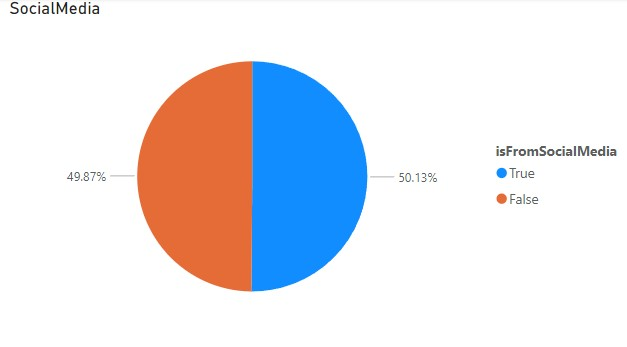 SocialMedia
49.87%
50.13%
isFromSocialMedia
True
False